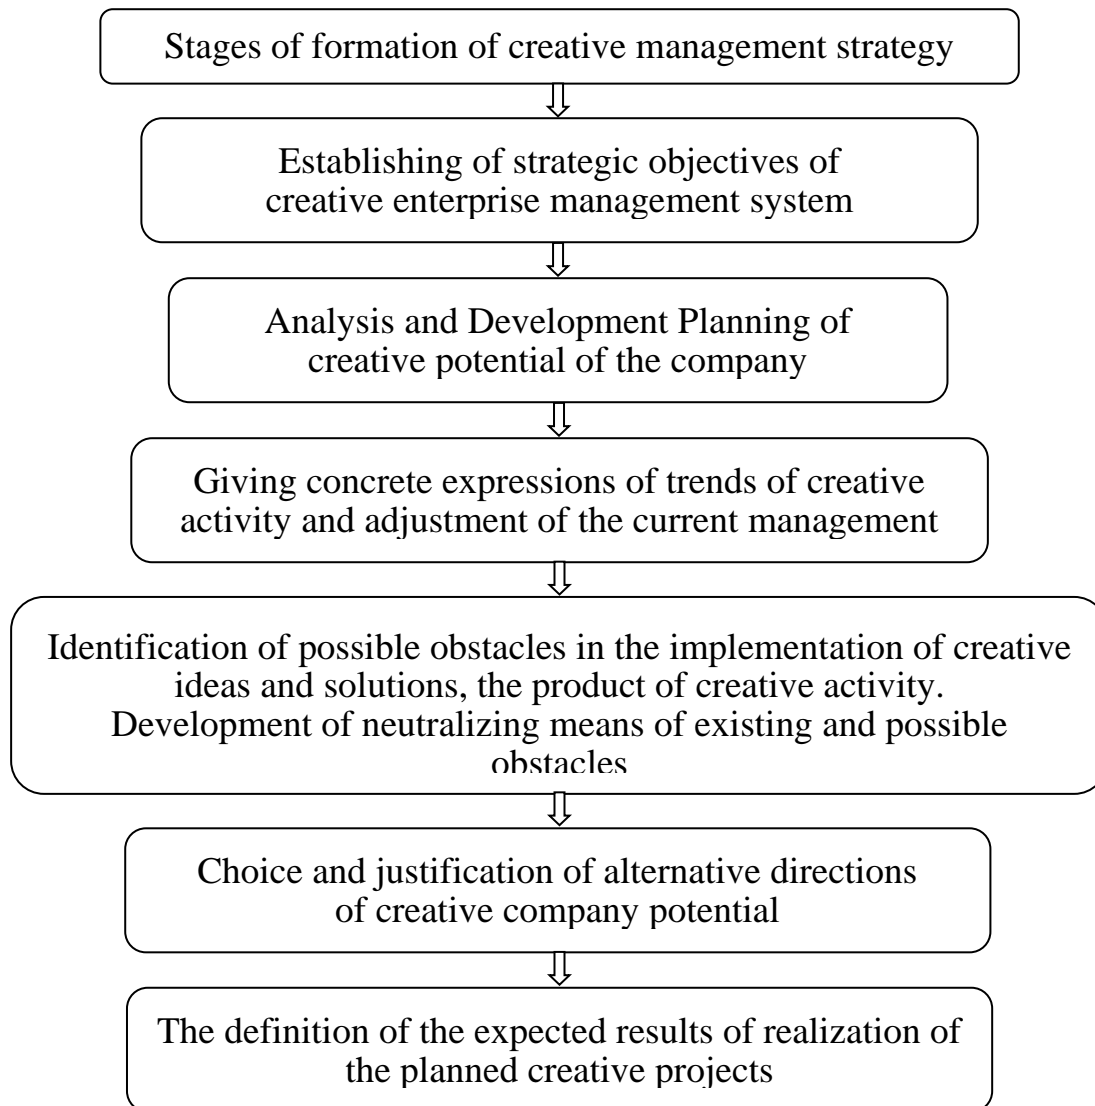 Stages of formation of creative management strategy
Establishing of strategic objectives of
creative enterprise management system
Analysis and Development Planning of
creative potential of the company
Giving concrete expressions of trends of creative
activity and adjustment of the current management
Identification of possible obstacles in the implementation of creative
ideas and solutions, the product of creative activity.
Development of neutralizing means of existing and possible
obstacles
Choice and justification of alternative directions
of creative company potential
The definition of the expected results of realization of
the planned creative projects